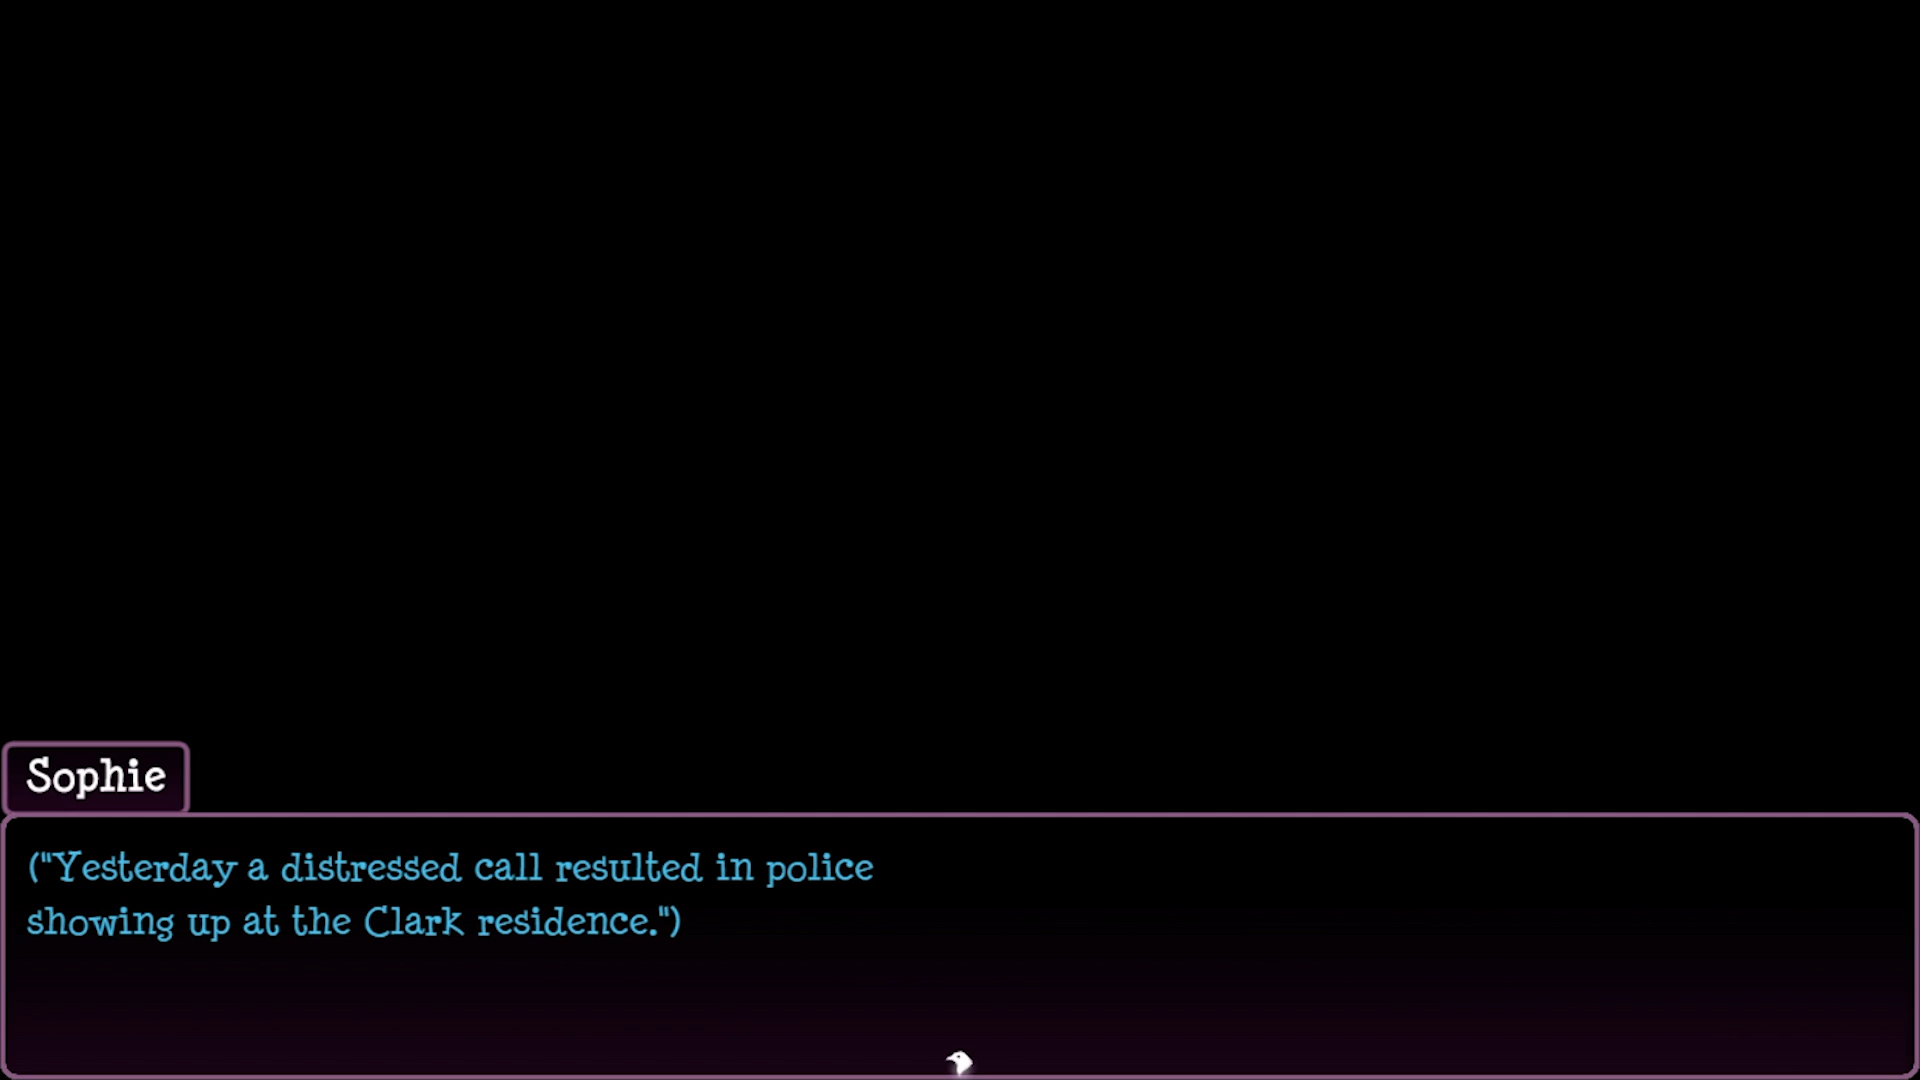 Sophie
("Yesterday a distressed call resulted in police
showing up at the Clark residence.")